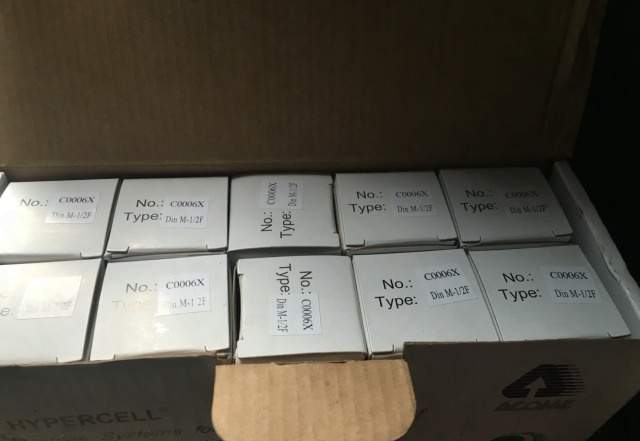 No.: C0006X
Type: Din M-1/2F
No.: C0006X
Type: Din M-1/2F
No.: C0006X
Type: Din M-1/2F
No.: C0006X
Type: Din M-1/2F
No.: C0006X
Type: Din M-1/2F
No.: C0006X
Din M-1 2F
No.: C0006X
Type: Din M-1/2F
No.: C0006X
Type: Din M-1/2F
No.: C0006X
Type: Din M-1/2F
HYPERCELL
ACOME